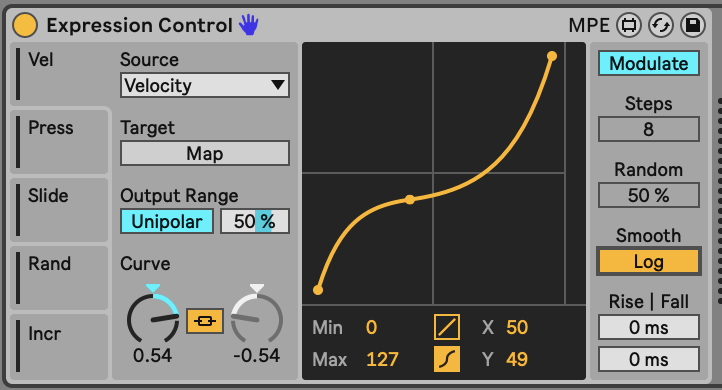 Expression Control MPE
Vel
Press
Slide
Rand
Incr
Source
Velocity
Target
Map
Output Range
Unipolar 50 %
Curve
0.54 -0.54
Min 0 X 50
Max 127 Y 49
Modulate
Steps
8
Random
50 %
Smooth
Log
Rise | Fall
0 ms
0 ms